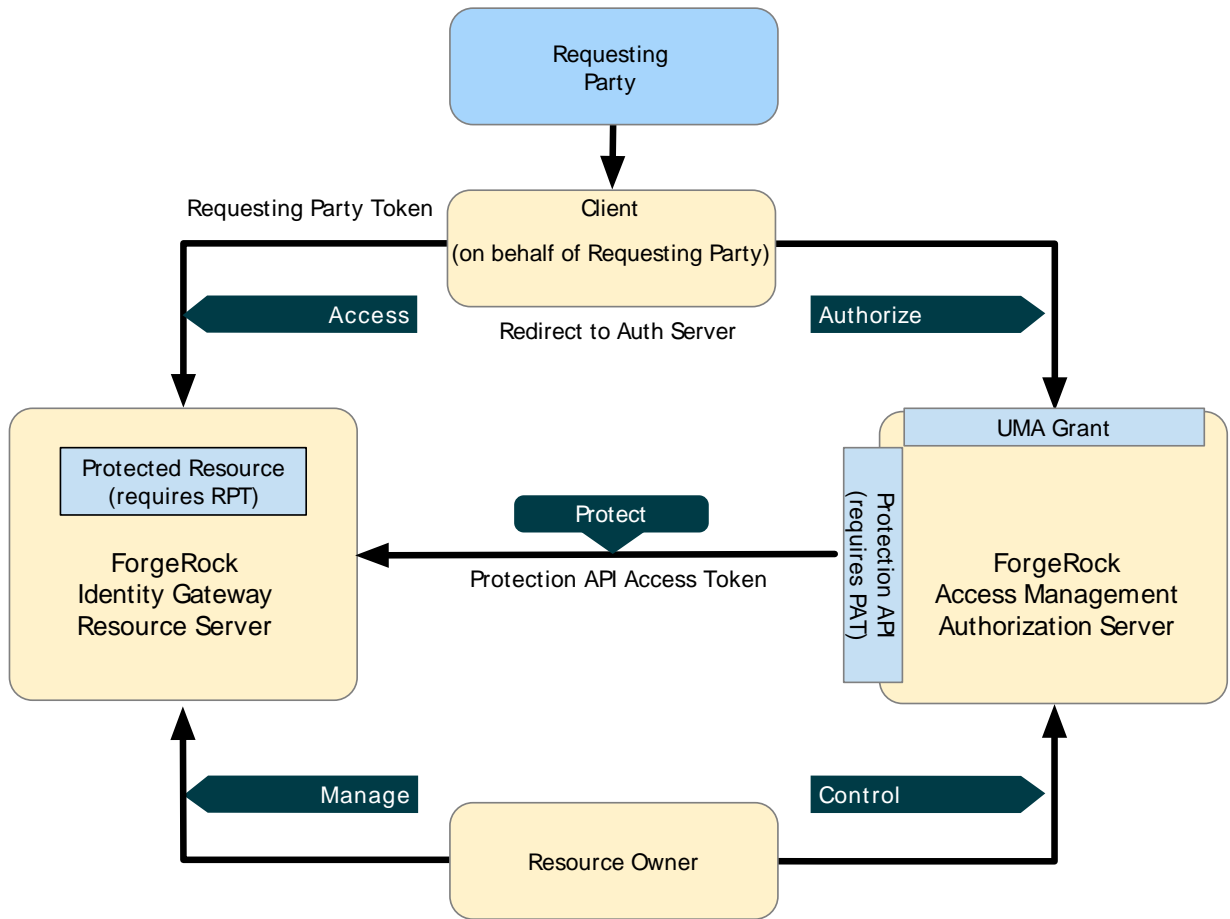 Requesting
Party
Requesting Party Token
Client
(on behalf of Requesting Party)
Access
Authorize
Redirect to Auth Server
UMA Grant
Protected Resource
(requires RPT)
Protection API
(requires PAT)
Protect
Protection API Access Token
ForgeRock
Identity Gateway
Resource Server
ForgeRock
Access Management
Authorization Server
Manage
Control
Resource Owner